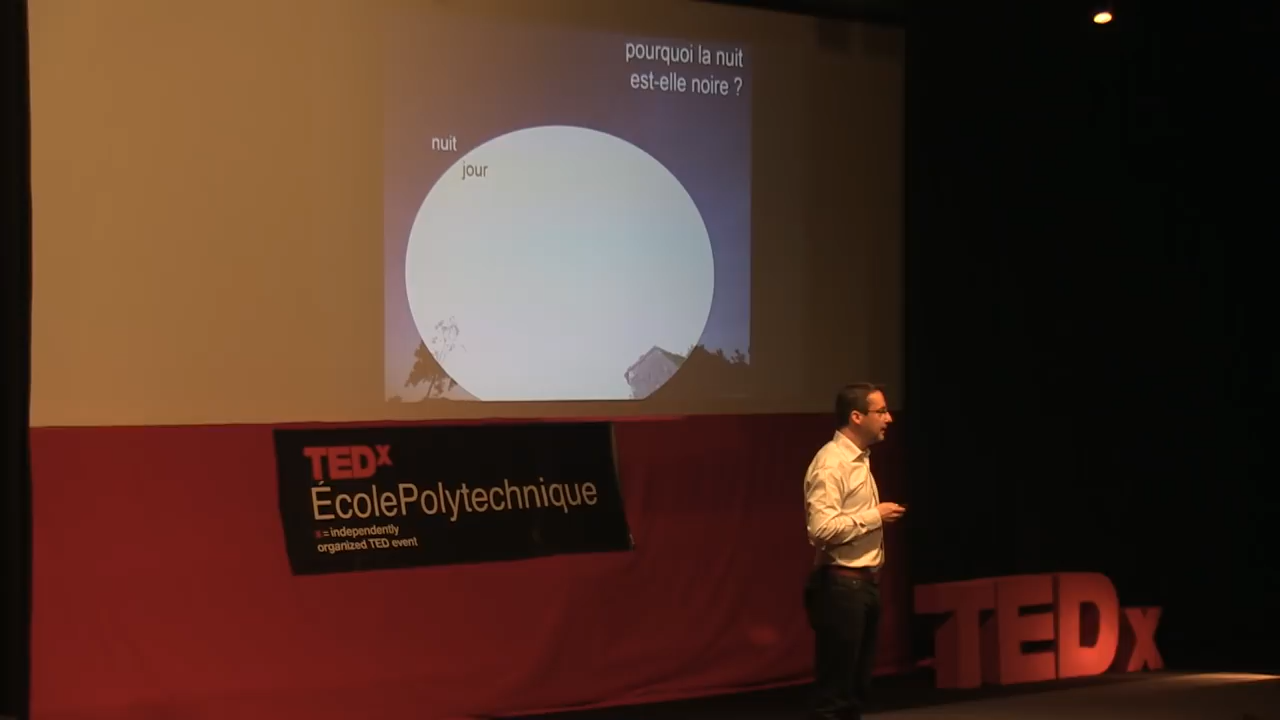 pourquoi la nuit
est-elle noire ?
nuit
jour
TEDx
ÉcolePolytechnique
x = independently
organized TED event
TEDx